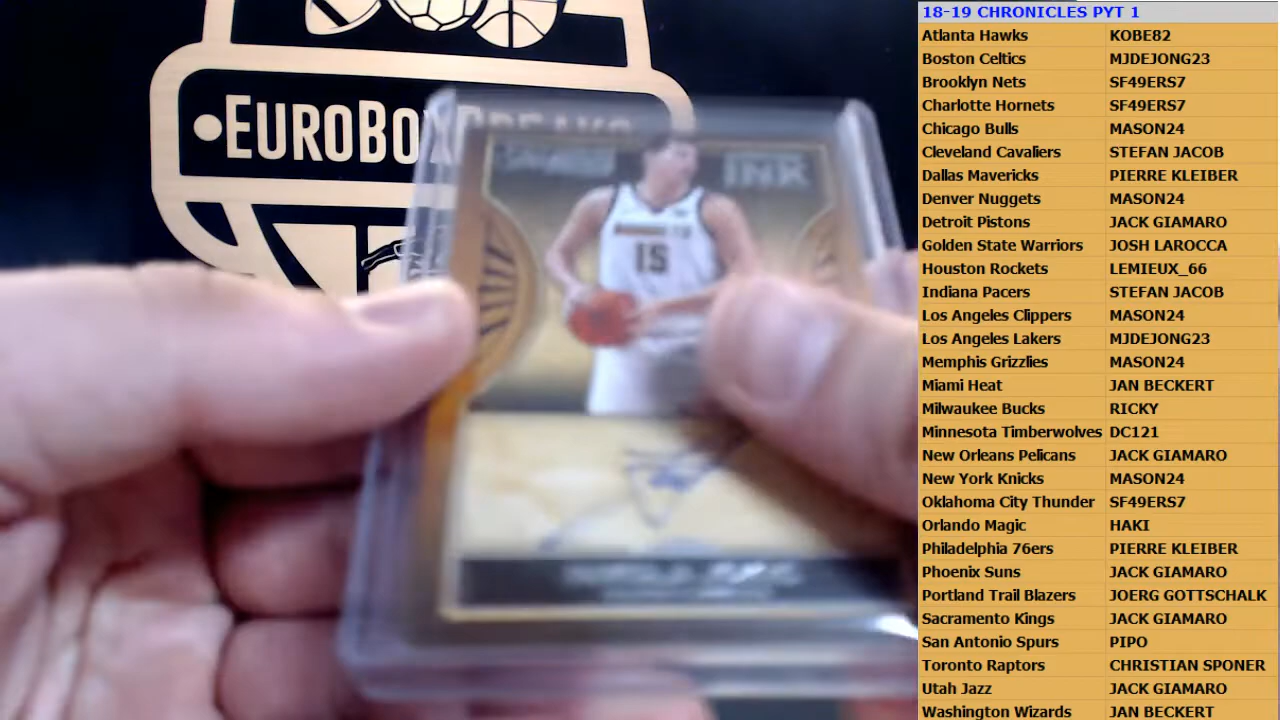 EUROBOXBREAKS
INK
15
18-19 CHRONICLES PYT 1
Atlanta Hawks KOBE82
Boston Celtics MJDEJONG23
Brooklyn Nets SF49ERS7
Charlotte Hornets SF49ERS7
Chicago Bulls MASON24
Cleveland Cavaliers STEFAN JACOB
Dallas Mavericks PIERRE KLEIBER
Denver Nuggets MASON24
Detroit Pistons JACK GIAMARO
Golden State Warriors JOSH LAROCCA
Houston Rockets LEMIEUX_66
Indiana Pacers STEFAN JACOB
Los Angeles Clippers MASON24
Los Angeles Lakers MJDEJONG23
Memphis Grizzlies MASON24
Miami Heat JAN BECKERT
Milwaukee Bucks RICKY
Minnesota Timberwolves DC121
New Orleans Pelicans JACK GIAMARO
New York Knicks MASON24
Oklahoma City Thunder SF49ERS7
Orlando Magic HAKI
Philadelphia 76ers PIERRE KLEIBER
Phoenix Suns JACK GIAMARO
Portland Trail Blazers JOERG GOTTSCHALK
Sacramento Kings JACK GIAMARO
San Antonio Spurs PIPO
Toronto Raptors CHRISTIAN SPONER
Utah Jazz JACK GIAMARO
Washington Wizards JAN BECKERT